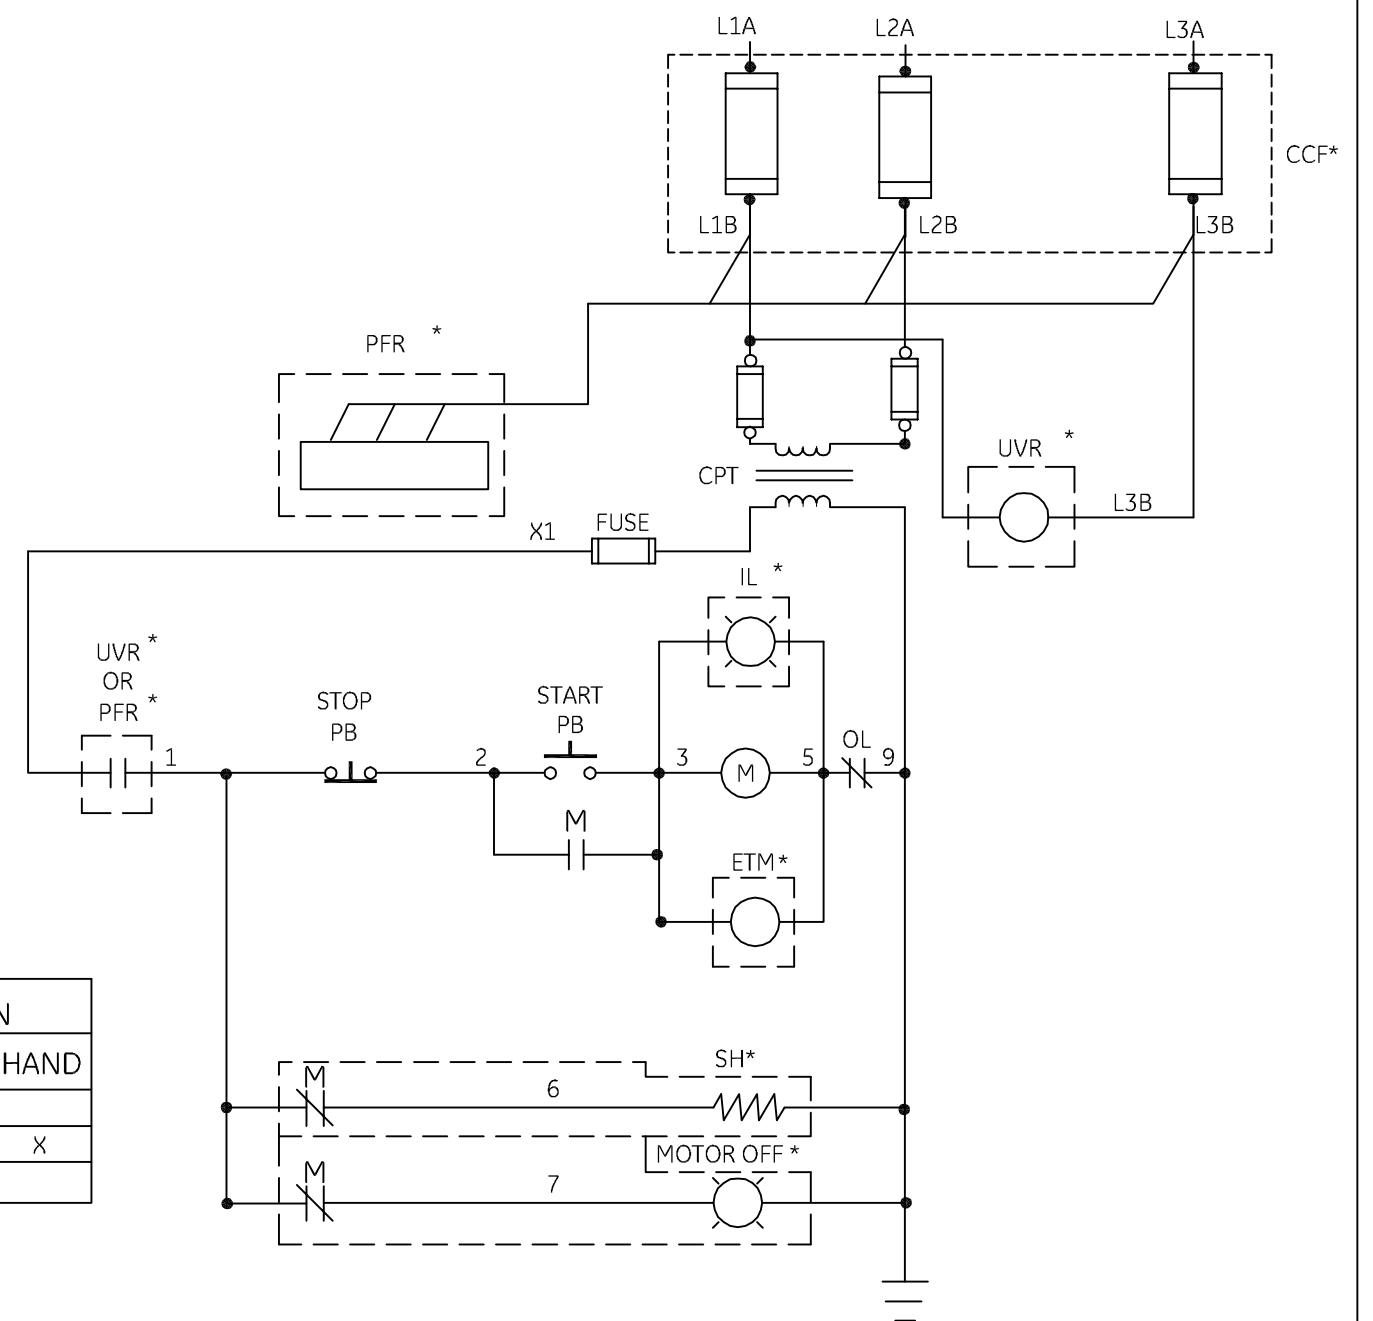 L1A
L2A
L3A
CCF*
L1B
L2B
L3B
PFR *
UVR *
CPT
L3B
X1
FUSE
IL *
UVR *
OR
PFR *
STOP
PB
START
PB
OL
1
2
3
M
5
9
M
ETM*
N
HAND
SH*
M
6
X
MOTOR OFF *
M
7